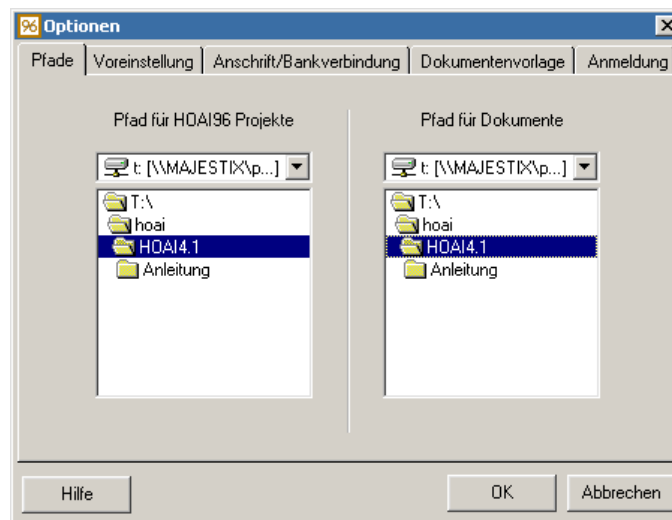 96 Optionen
Pfade Voreinstellung Anschrift/Bankverbindung Dokumentenvorlage Anmeldung
Pfad für HOAI96 Projekte
t: [\\MAJESTIX\p...]
T:\
hoai
HOAI4.1
Anleitung
Pfad für Dokumente
t: [\\MAJESTIX\p...]
T:\
hoai
HOAI4.1
Anleitung
Hilfe OK Abbrechen